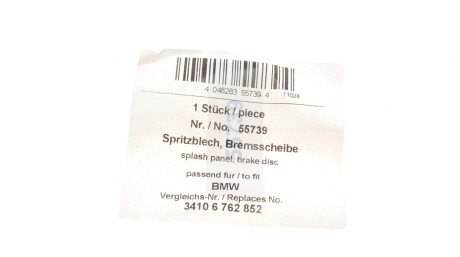 4 046283 55739 4 11028
1 Stück / piece
Nr. / No. 55739
Spritzblech, Bremsscheibe
splash panel, brake disc
passend für / to fit
BMW
Vergleichs-Nr. / Replaces No.
3410 6 762 852
55739